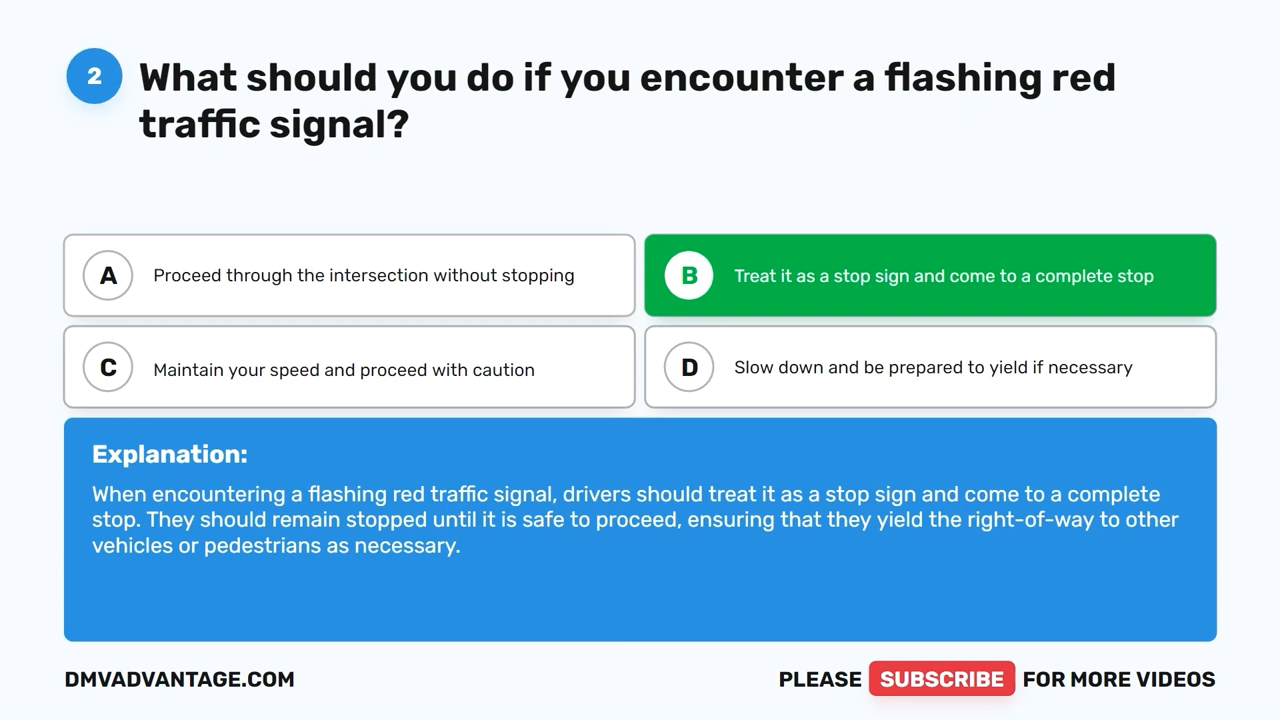 2
What should you do if you encounter a flashing red
traffic signal?
A
Proceed through the intersection without stopping
B
Treat it as a stop sign and come to a complete stop
C
Maintain your speed and proceed with caution
D
Slow down and be prepared to yield if necessary
Explanation:
When encountering a flashing red traffic signal, drivers should treat it as a stop sign and come to a complete
stop. They should remain stopped until it is safe to proceed, ensuring that they yield the right-of-way to other
vehicles or pedestrians as necessary.
DMVADVANTAGE.COM
PLEASE SUBSCRIBE FOR MORE VIDEOS